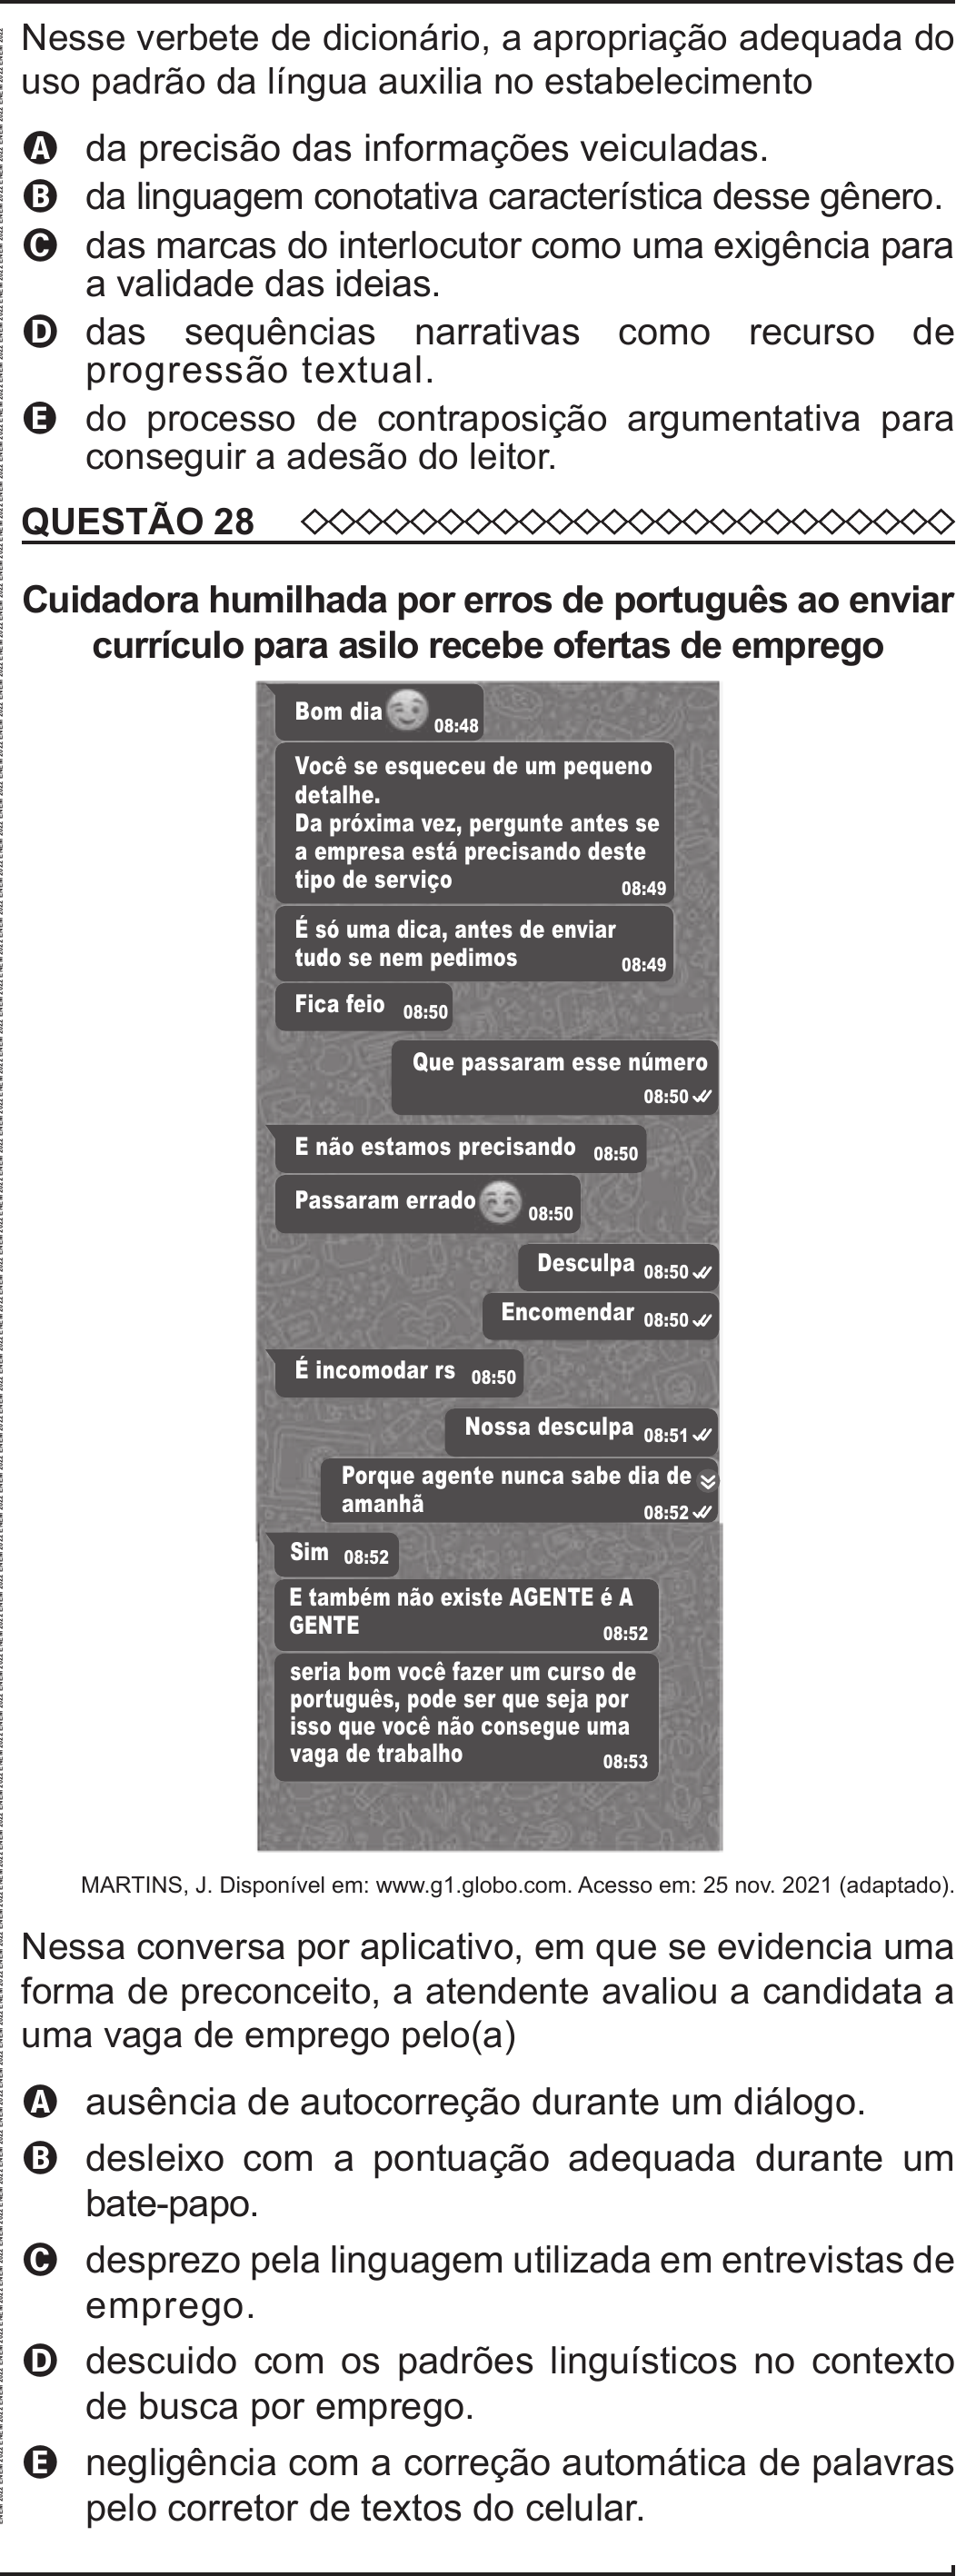 Nesse verbete de dicionário, a apropriação adequada do
uso padrão da língua auxilia no estabelecimento
A da precisão das informações veiculadas.
B da linguagem conotativa característica desse gênero.
C das marcas do interlocutor como uma exigência para
a validade das ideias.
D das sequências narrativas como recurso de
progressão textual.
E do processo de contraposição argumentativa para
conseguir a adesão do leitor.
QUESTÃO 28
Cuidadora humilhada por erros de português ao enviar
currículo para asilo recebe ofertas de emprego
Bom dia 08:48
Você se esqueceu de um pequeno
detalhe.
Da próxima vez, pergunte antes se
a empresa está precisando deste
tipo de serviço 08:49
É só uma dica, antes de enviar
tudo se nem pedimos 08:49
Fica feio 08:50
Que passaram esse número
08:50
E não estamos precisando 08:50
Passaram errado 08:50
Desculpa 08:50
Encomendar 08:50
É incomodar rs 08:50
Nossa desculpa 08:51
Porque agente nunca sabe dia de
amanhã 08:52
Sim 08:52
E também não existe AGENTE é A
GENTE 08:52
seria bom você fazer um curso de
português, pode ser que seja por
isso que você não consegue uma
vaga de trabalho 08:53
MARTINS, J. Disponível em: www.g1.globo.com. Acesso em: 25 nov. 2021 (adaptado).
Nessa conversa por aplicativo, em que se evidencia uma
forma de preconceito, a atendente avaliou a candidata a
uma vaga de emprego pelo(a)
A ausência de autocorreção durante um diálogo.
B desleixo com a pontuação adequada durante um
bate-papo.
C desprezo pela linguagem utilizada em entrevistas de
emprego.
D descuido com os padrões linguísticos no contexto
de busca por emprego.
E negligência com a correção automática de palavras
pelo corretor de textos do celular.